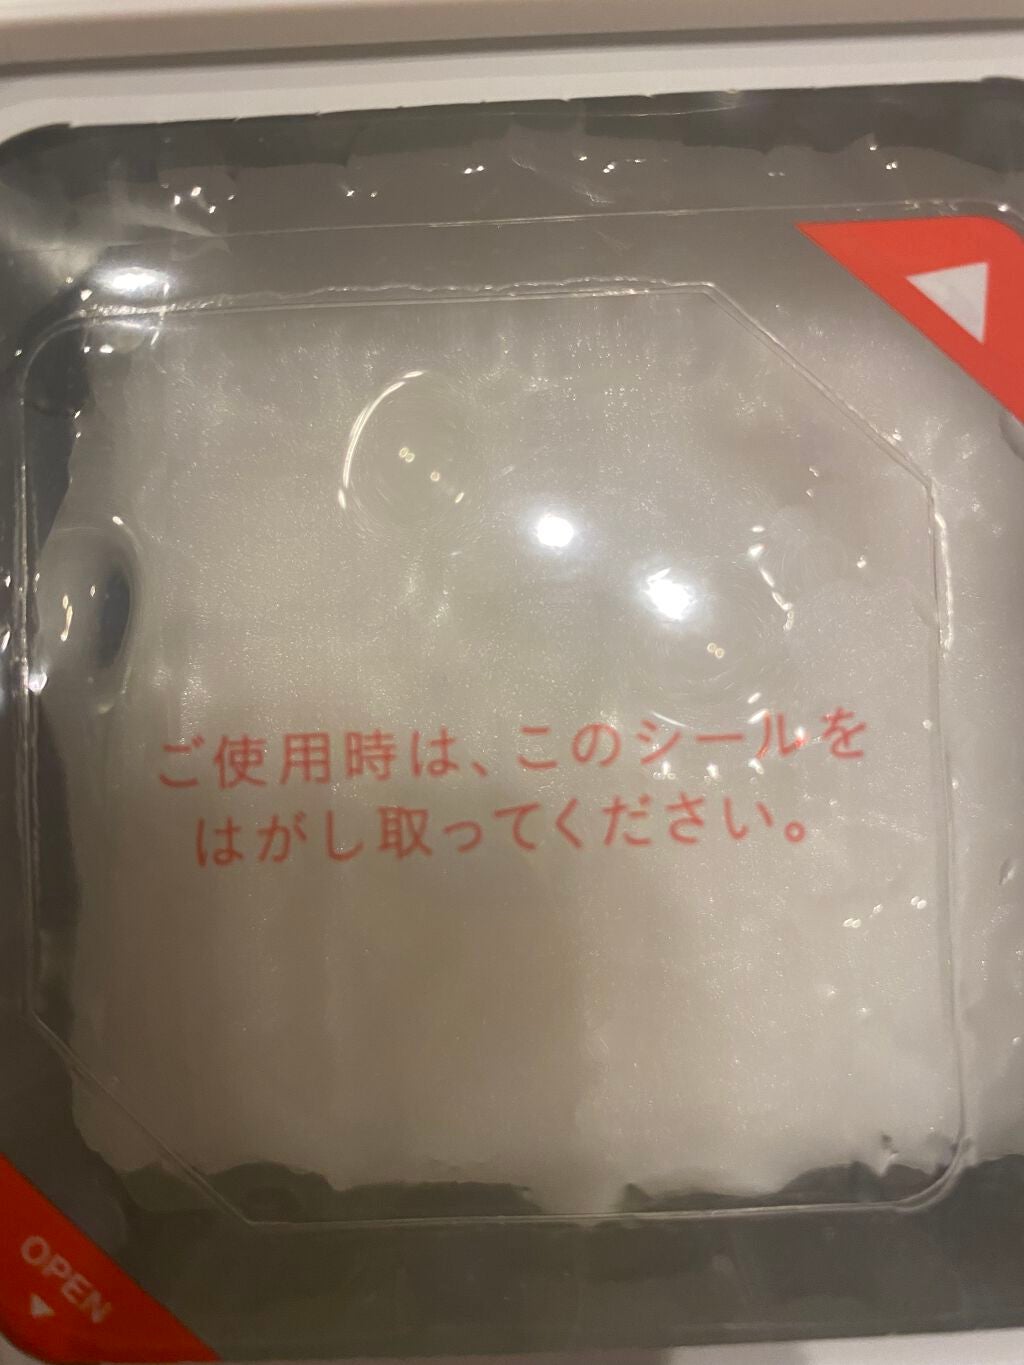 ご使用時は、このシールを
はがし取ってください。
OPEN